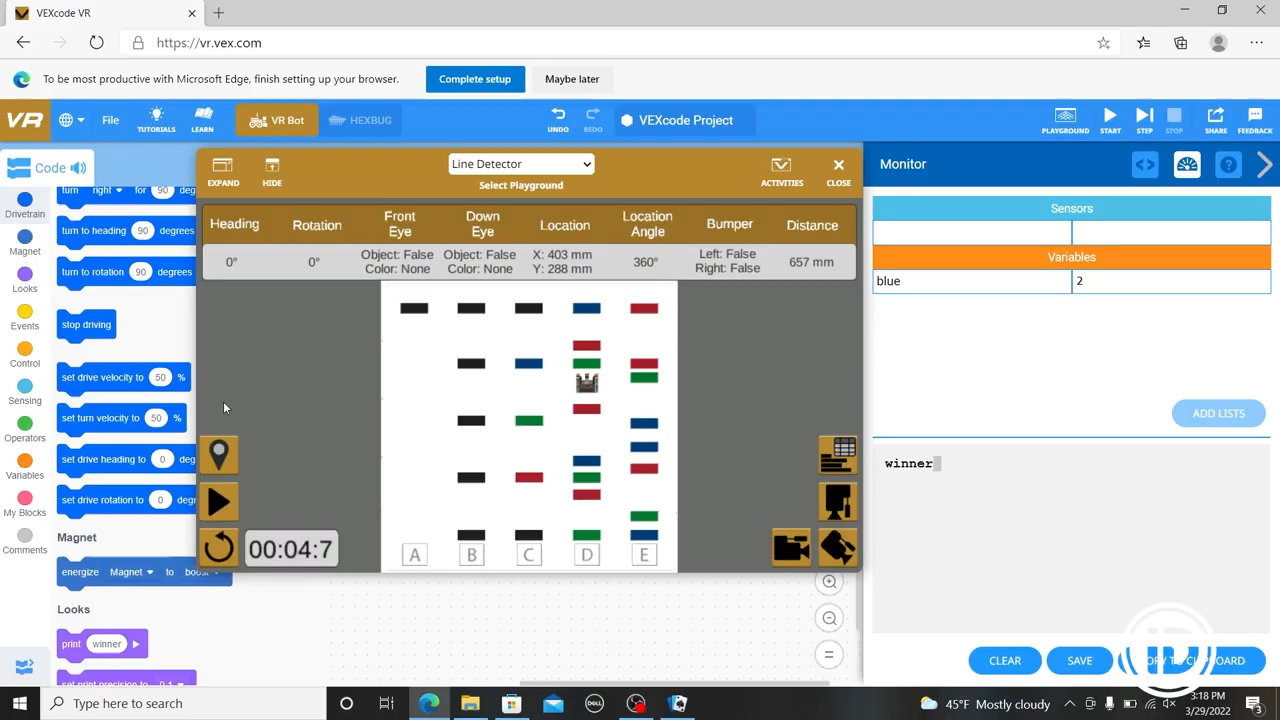 VEXcode VR
https://vr.vex.com
To be most productive with Microsoft Edge, finish setting up your browser.
Complete setup
Maybe later
VR
File
TUTORIALS
LEARN
VR Bot
HEXBUG
UNDO
REDO
VEXcode Project
PLAYGROUND
START
STEP
STOP
SHARE
FEEDBACK
Code
Drivetrain
Magnet
Looks
Events
Control
Sensing
Operators
Variables
My Blocks
Comments
turn right for 90 deg
turn to heading 90 degrees
turn to rotation 90 degrees
stop driving
set drive velocity to 50 %
set turn velocity to 50 %
set drive heading to 0
set drive rotation to 0 degr
Magnet
energize Magnet to boost
Looks
print winner
set print precision to 0.1
EXPAND
HIDE
Line Detector
Select Playground
ACTIVITIES
CLOSE
Heading
Rotation
Front Eye
Down Eye
Location
Location Angle
Bumper
Distance
0°
0°
Object: False
Color: None
Object: False
Color: None
X: 403 mm
Y: 288 mm
360°
Left: False
Right: False
657 mm
A
B
C
D
E
00:04:7
Monitor
Sensors
Variables
blue
2
ADD LISTS
winner
CLEAR
SAVE
CLIPBOARD
Type here to search
DELL
45°F Mostly cloudy
3:18 PM
3/29/2022
3